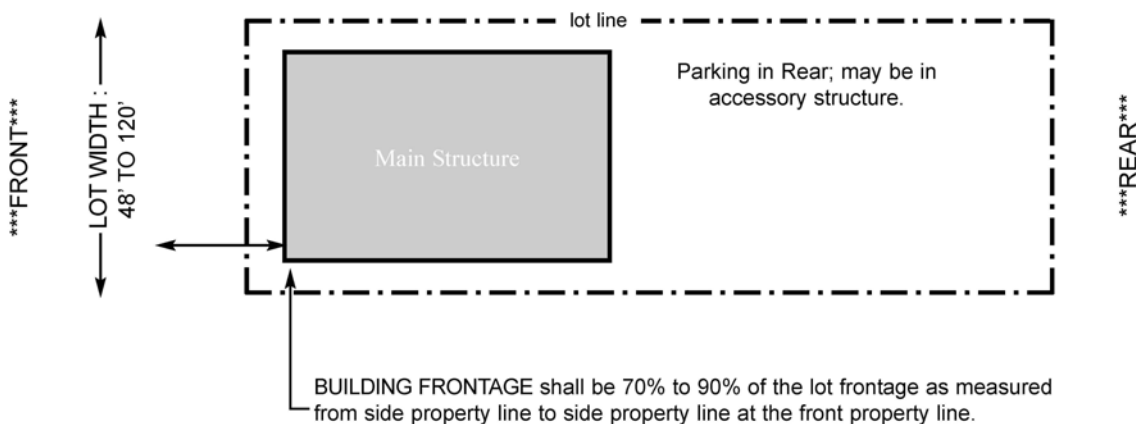 lot line
***FRONT***
LOT WIDTH :
48' TO 120'
Main Structure
Parking in Rear; may be in
accessory structure.
***REAR***
BUILDING FRONTAGE shall be 70% to 90% of the lot frontage as measured
from side property line to side property line at the front property line.